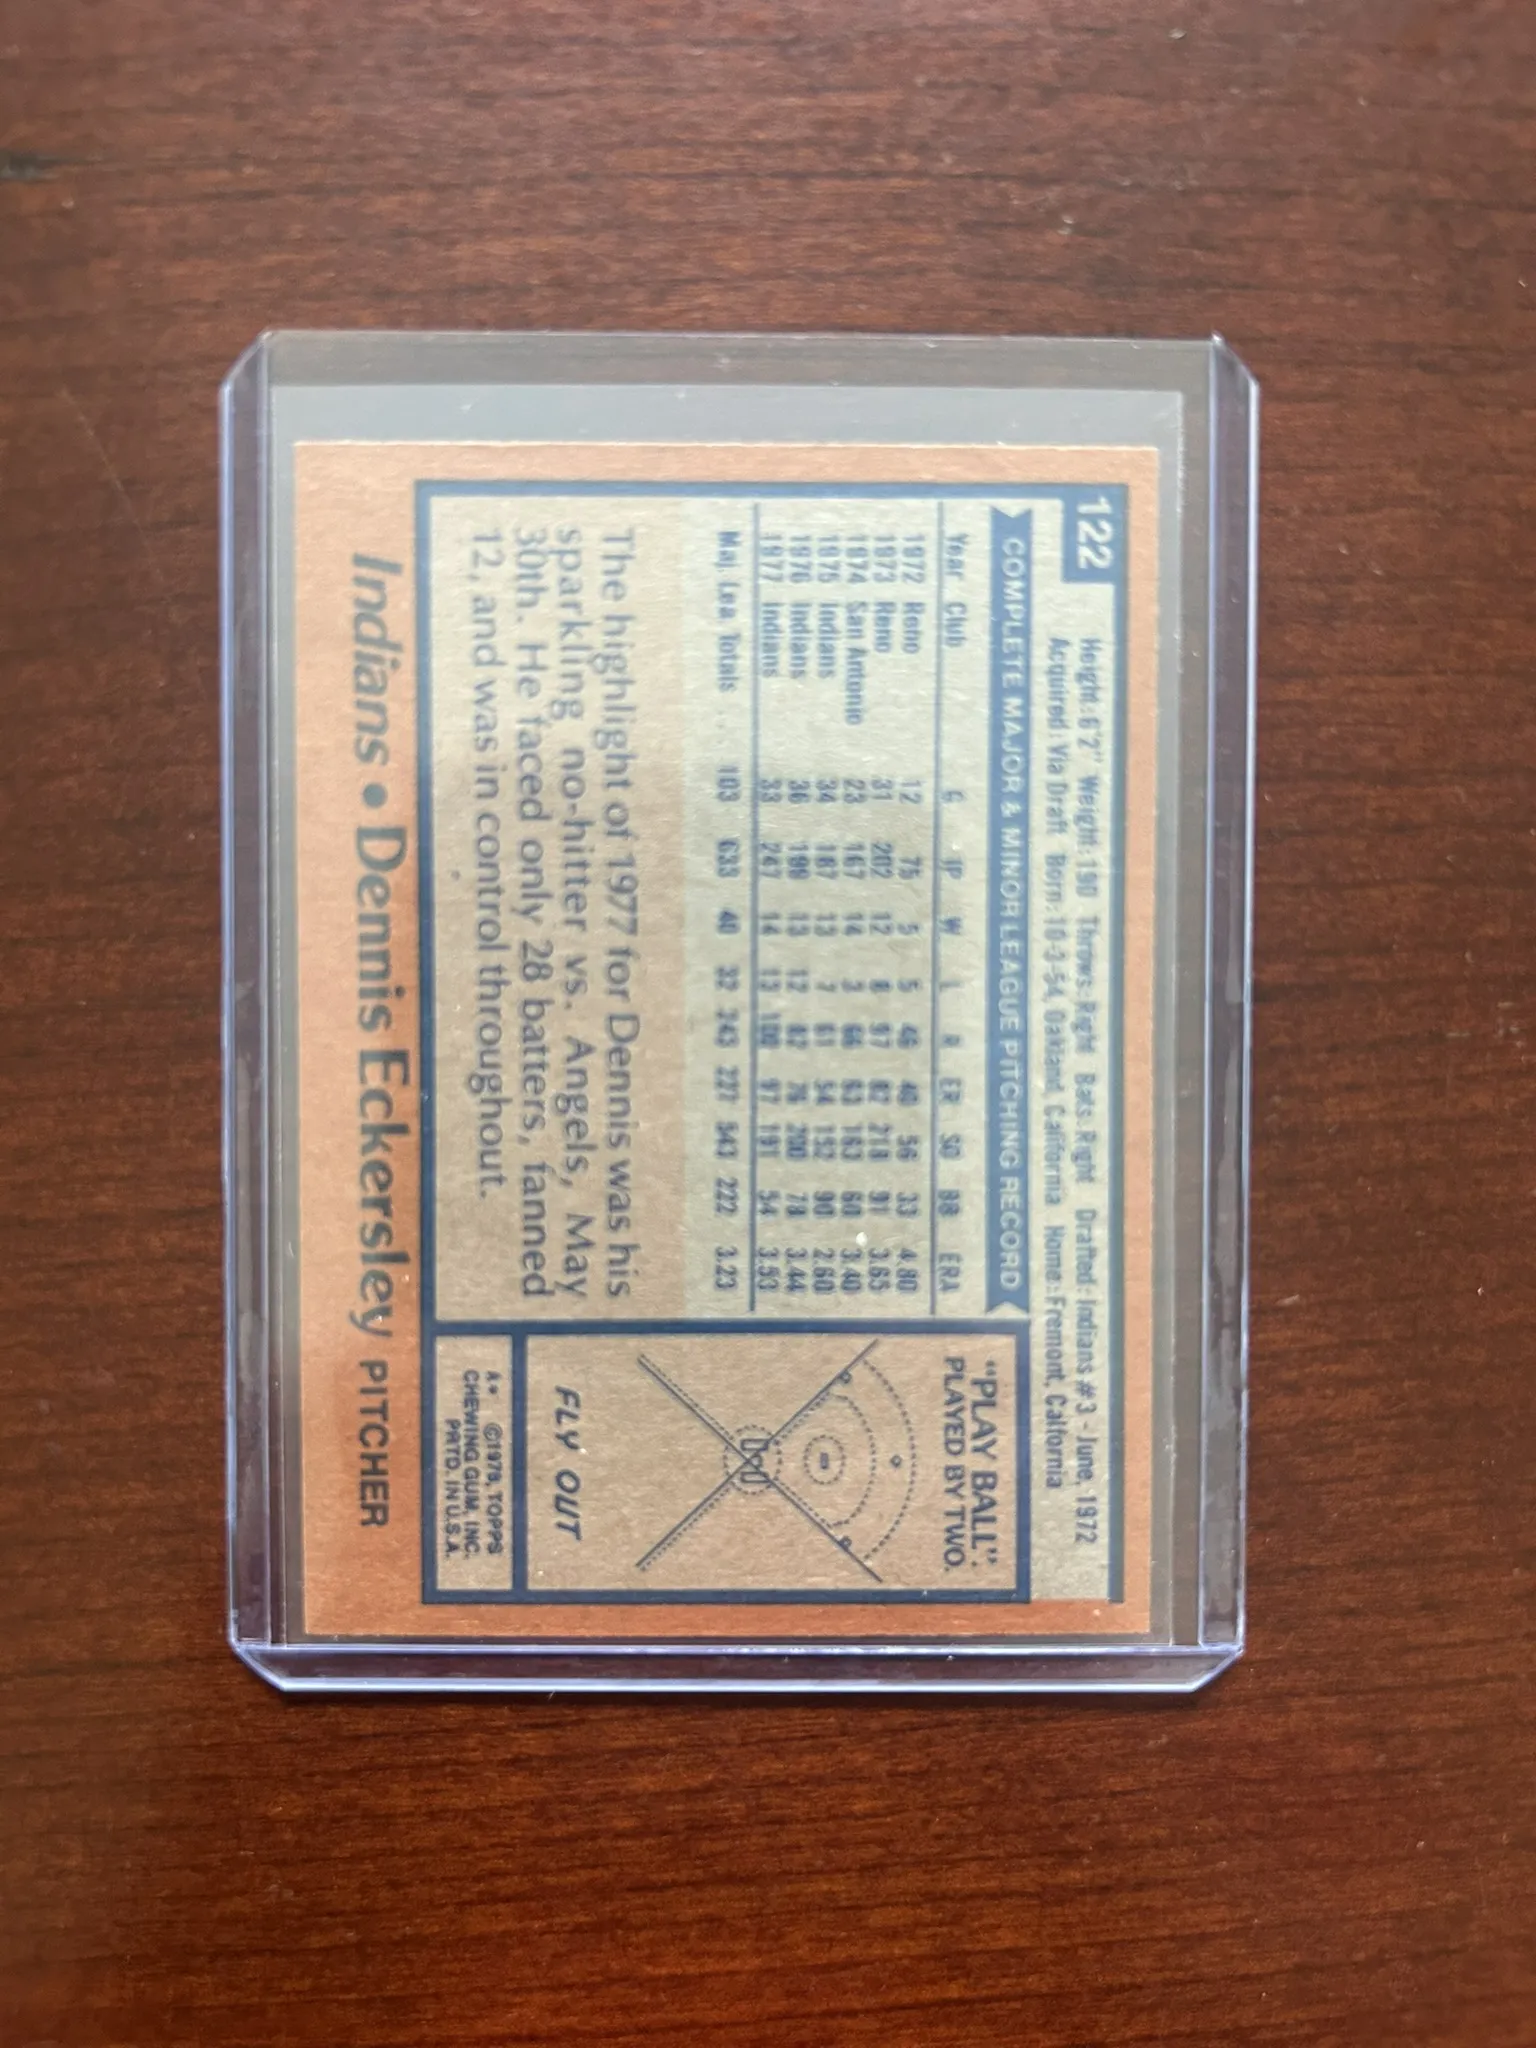 122
Height: 6'2" Weight: 190 Throws: Right Bats: Right Drafted: Indians #3 - June, 1972
Acquired: Via Draft Born: 10-3-54, Oakland, California Home: Fremont, California
COMPLETE MAJOR & MINOR LEAGUE PITCHING RECORD
Year Club G IP W L R ER SO BB ERA
1972 Reno 12 75 5 5 46 40 56 33 4.80
1973 Reno 31 202 12 8 97 82 218 91 3.65
1974 San Antonio 23 167 14 3 66 63 163 60 3.40
1975 Indians 34 187 13 7 61 54 152 90 2.60
1976 Indians 36 199 13 12 82 76 200 78 3.44
1977 Indians 33 247 14 13 100 97 191 54 3.53
Maj. Lea. Totals . . 103 633 40 32 243 227 543 222 3.23
The highlight of 1977 for Dennis was his
sparkling no-hitter vs. Angels, May
30th. He faced only 28 batters, fanned
12, and was in control throughout.
"PLAY BALL":
PLAYED BY TWO.
FLY OUT
A* ©1978, TOPPS
CHEWING GUM, INC.
PRTD. IN U.S.A.
Indians • Dennis Eckersley PITCHER